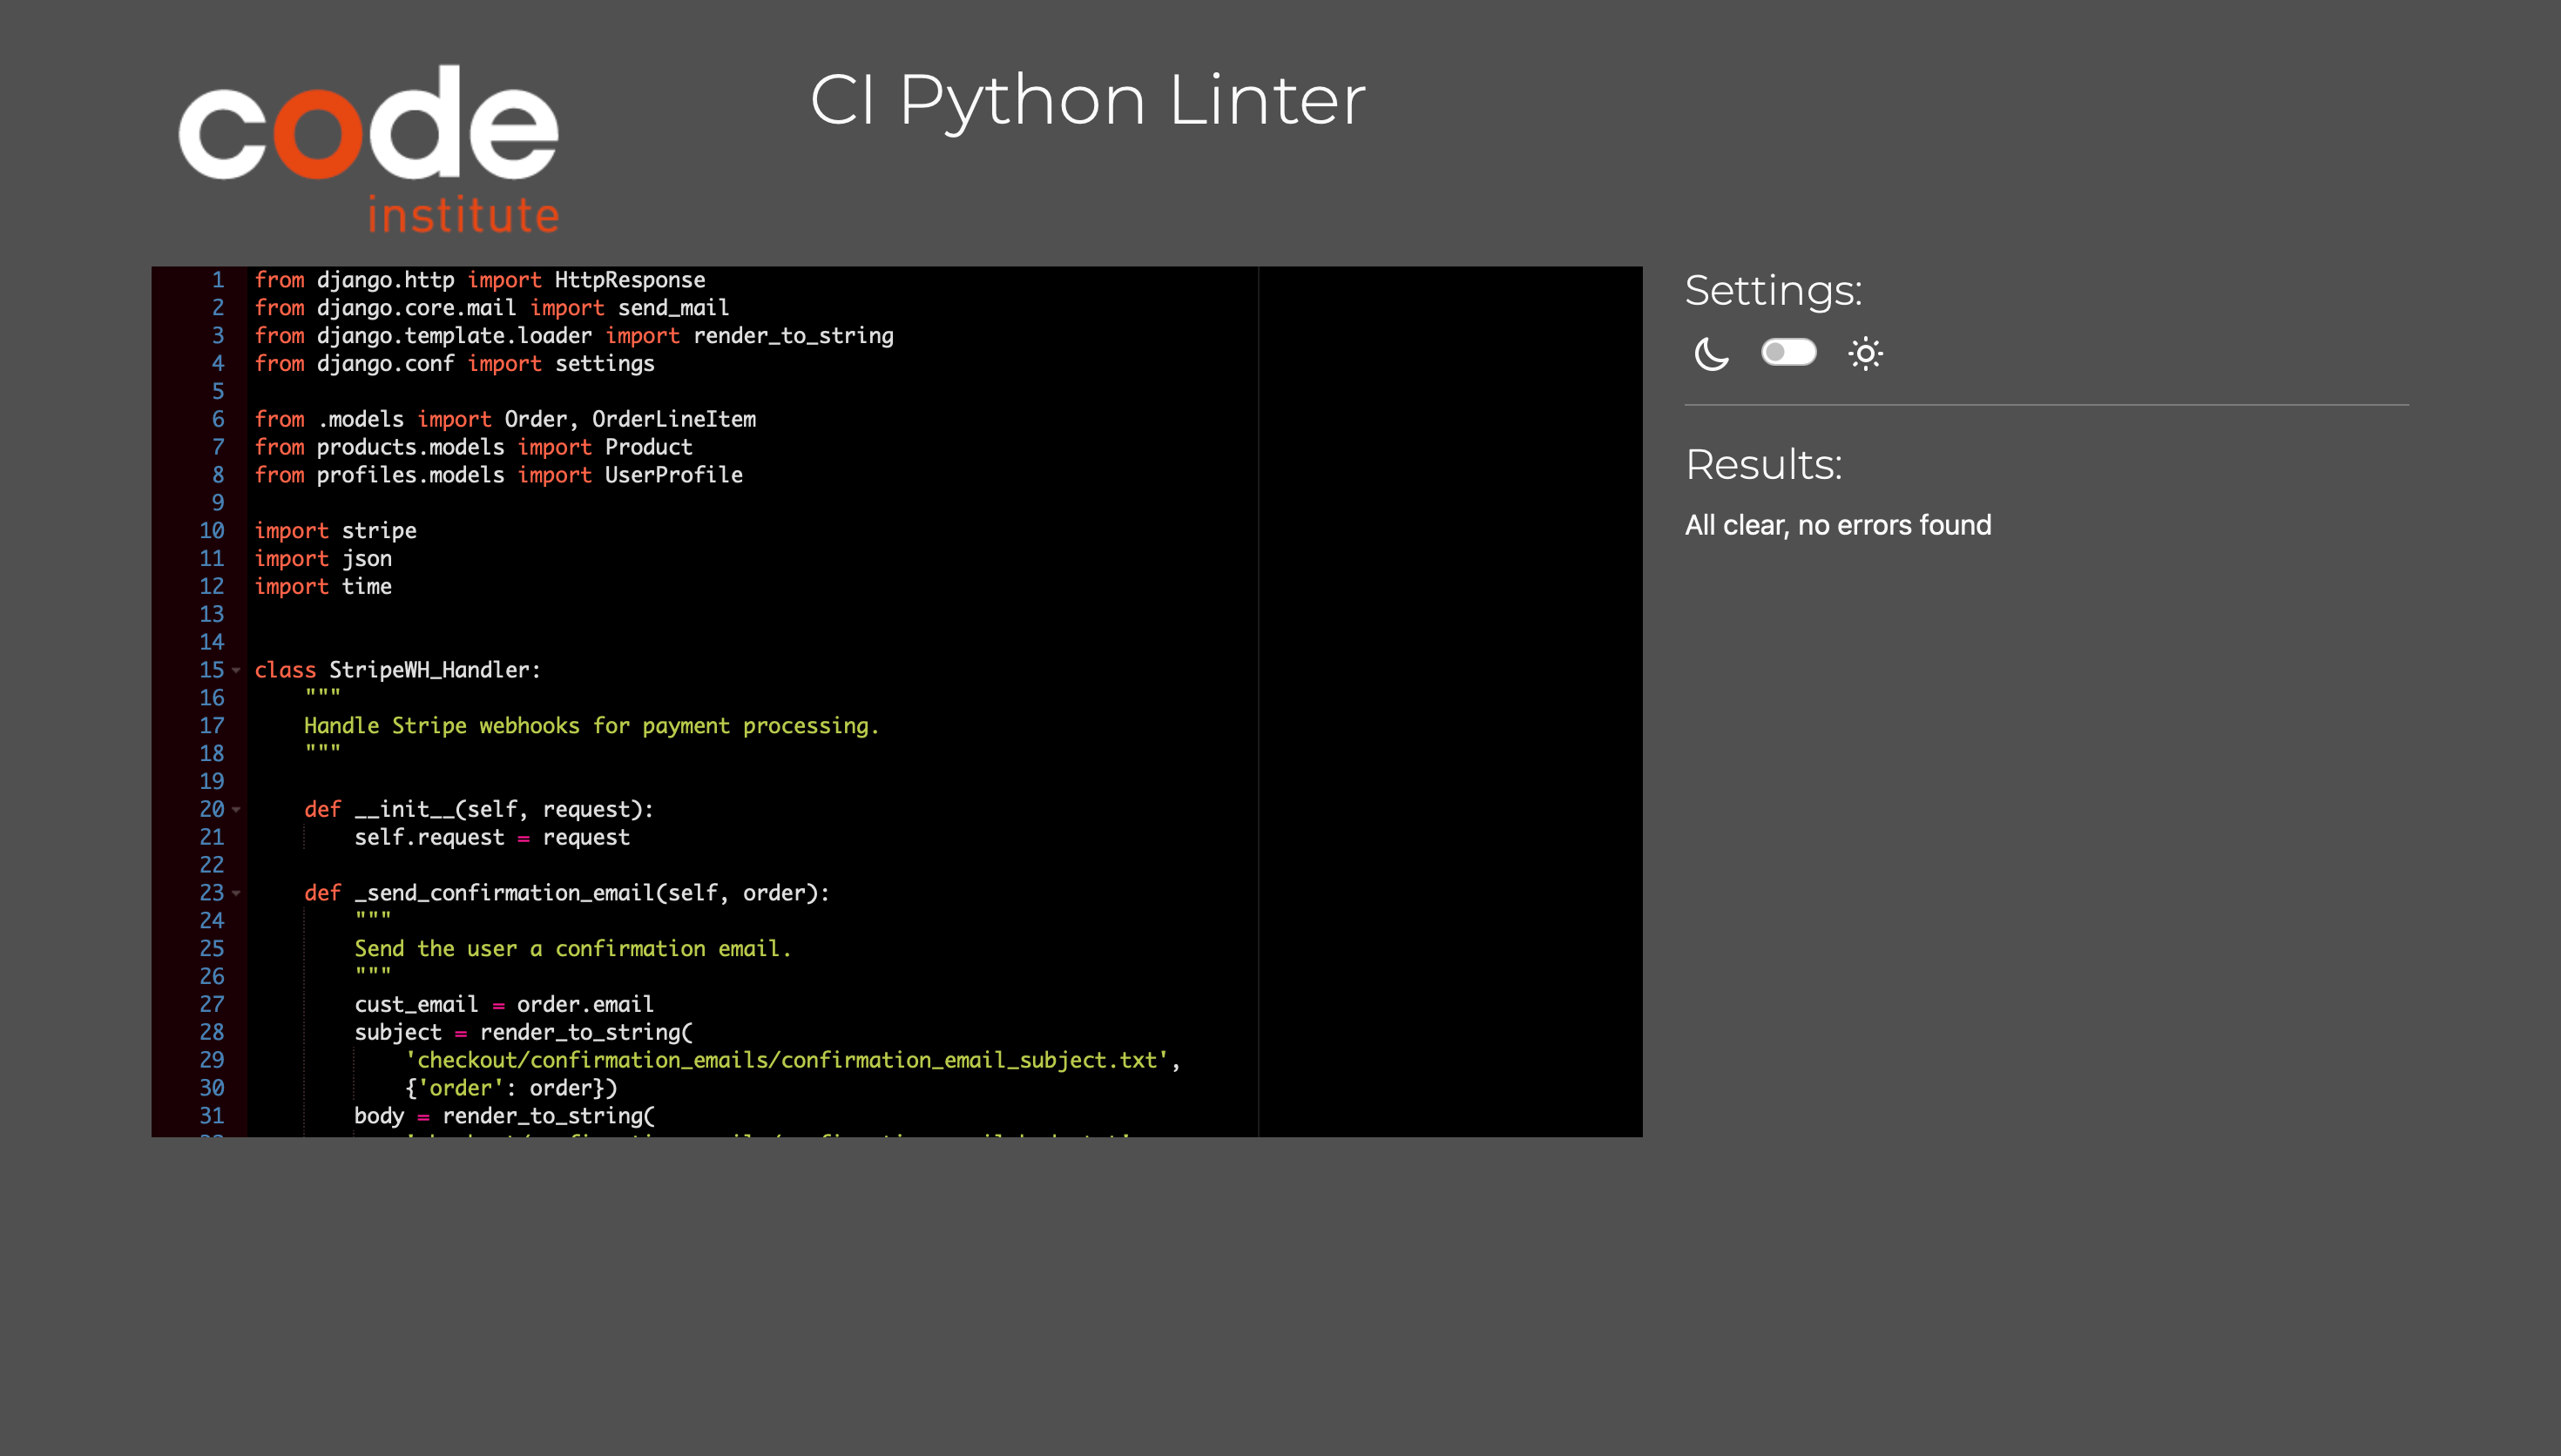 code
institute
CI Python Linter
1 from django.http import HttpResponse
2 from django.core.mail import send_mail
3 from django.template.loader import render_to_string
4 from django.conf import settings
5
6 from .models import Order, OrderLineItem
7 from products.models import Product
8 from profiles.models import UserProfile
9
10 import stripe
11 import json
12 import time
13
14
15 class StripeWH_Handler:
16     """
17     Handle Stripe webhooks for payment processing.
18     """
19
20     def __init__(self, request):
21         self.request = request
22
23     def _send_confirmation_email(self, order):
24         """
25         Send the user a confirmation email.
26         """
27         cust_email = order.email
28         subject = render_to_string(
29             'checkout/confirmation_emails/confirmation_email_subject.txt',
30             {'order': order})
31         body = render_to_string(
Settings:
Results:
All clear, no errors found